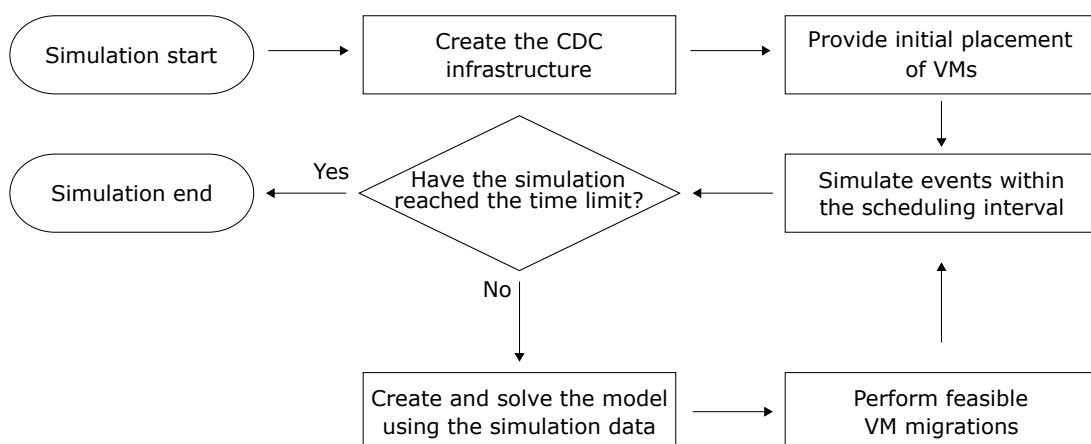 Simulation start
Create the CDC
infrastructure
Provide initial placement
of VMs
Simulation end
Yes
Have the simulation
reached the time limit?
Simulate events within
the scheduling interval
No
Create and solve the model
using the simulation data
Perform feasible
VM migrations